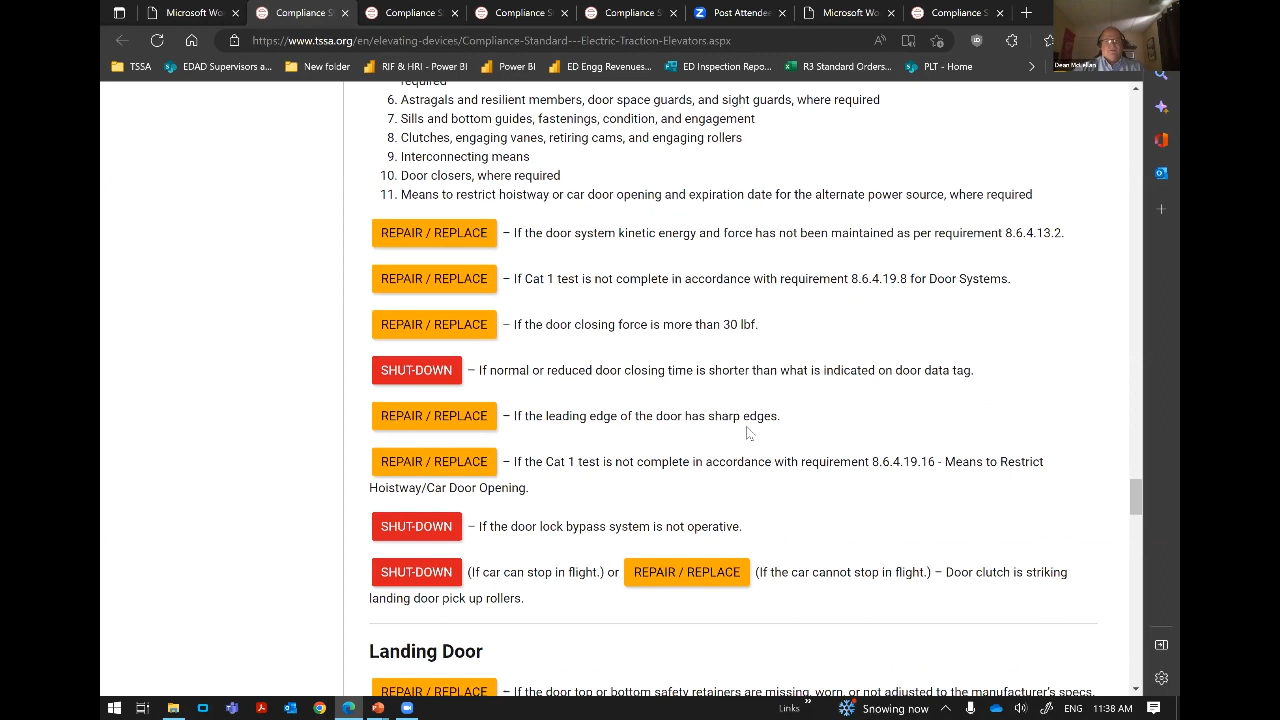 Microsoft Wo
Compliance S
Compliance Sl
Compliance S
Compliance S
Post Attende
Microsoft Wo
Compliance S
https://www.tssa.org/en/elevating-devices/Compliance-Standard---Electric-Traction-Elevators.aspx
TSSA
EDAD Supervisors a...
New folder
RIF & HRI - Power BI
Power BI
ED Engg Revenue...
ED Inspection Repo...
R3 Standard Orders...
PLT - Home
Dean McLellan
required
6. Astragals and resilient members, door space guards, and sight guards, where required
7. Sills and bottom guides, fastenings, condition, and engagement
8. Clutches, engaging vanes, retiring cams, and engaging rollers
9. Interconnecting means
10. Door closers, where required
11. Means to restrict hoistway or car door opening and expiration date for the alternate power source, where required
REPAIR / REPLACE – If the door system kinetic energy and force has not been maintained as per requirement 8.6.4.13.2.
REPAIR / REPLACE – If Cat 1 test is not complete in accordance with requirement 8.6.4.19.8 for Door Systems.
REPAIR / REPLACE – If the door closing force is more than 30 lbf.
SHUT-DOWN – If normal or reduced door closing time is shorter than what is indicated on door data tag.
REPAIR / REPLACE – If the leading edge of the door has sharp edges.
REPAIR / REPLACE – If the Cat 1 test is not complete in accordance with requirement 8.6.4.19.16 - Means to Restrict
Hoistway/Car Door Opening.
SHUT-DOWN – If the door lock bypass system is not operative.
SHUT-DOWN (If car can stop in flight.) or REPAIR / REPLACE (If the car cannot stop in flight.) – Door clutch is striking
landing door pick up rollers.
Landing Door
REPAIR / REPLACE – If the door top or bottom safety retainers are missing, worn, or not adjusted to the manufacturer's specs.
Links
Snowing now
ENG
11:38 AM